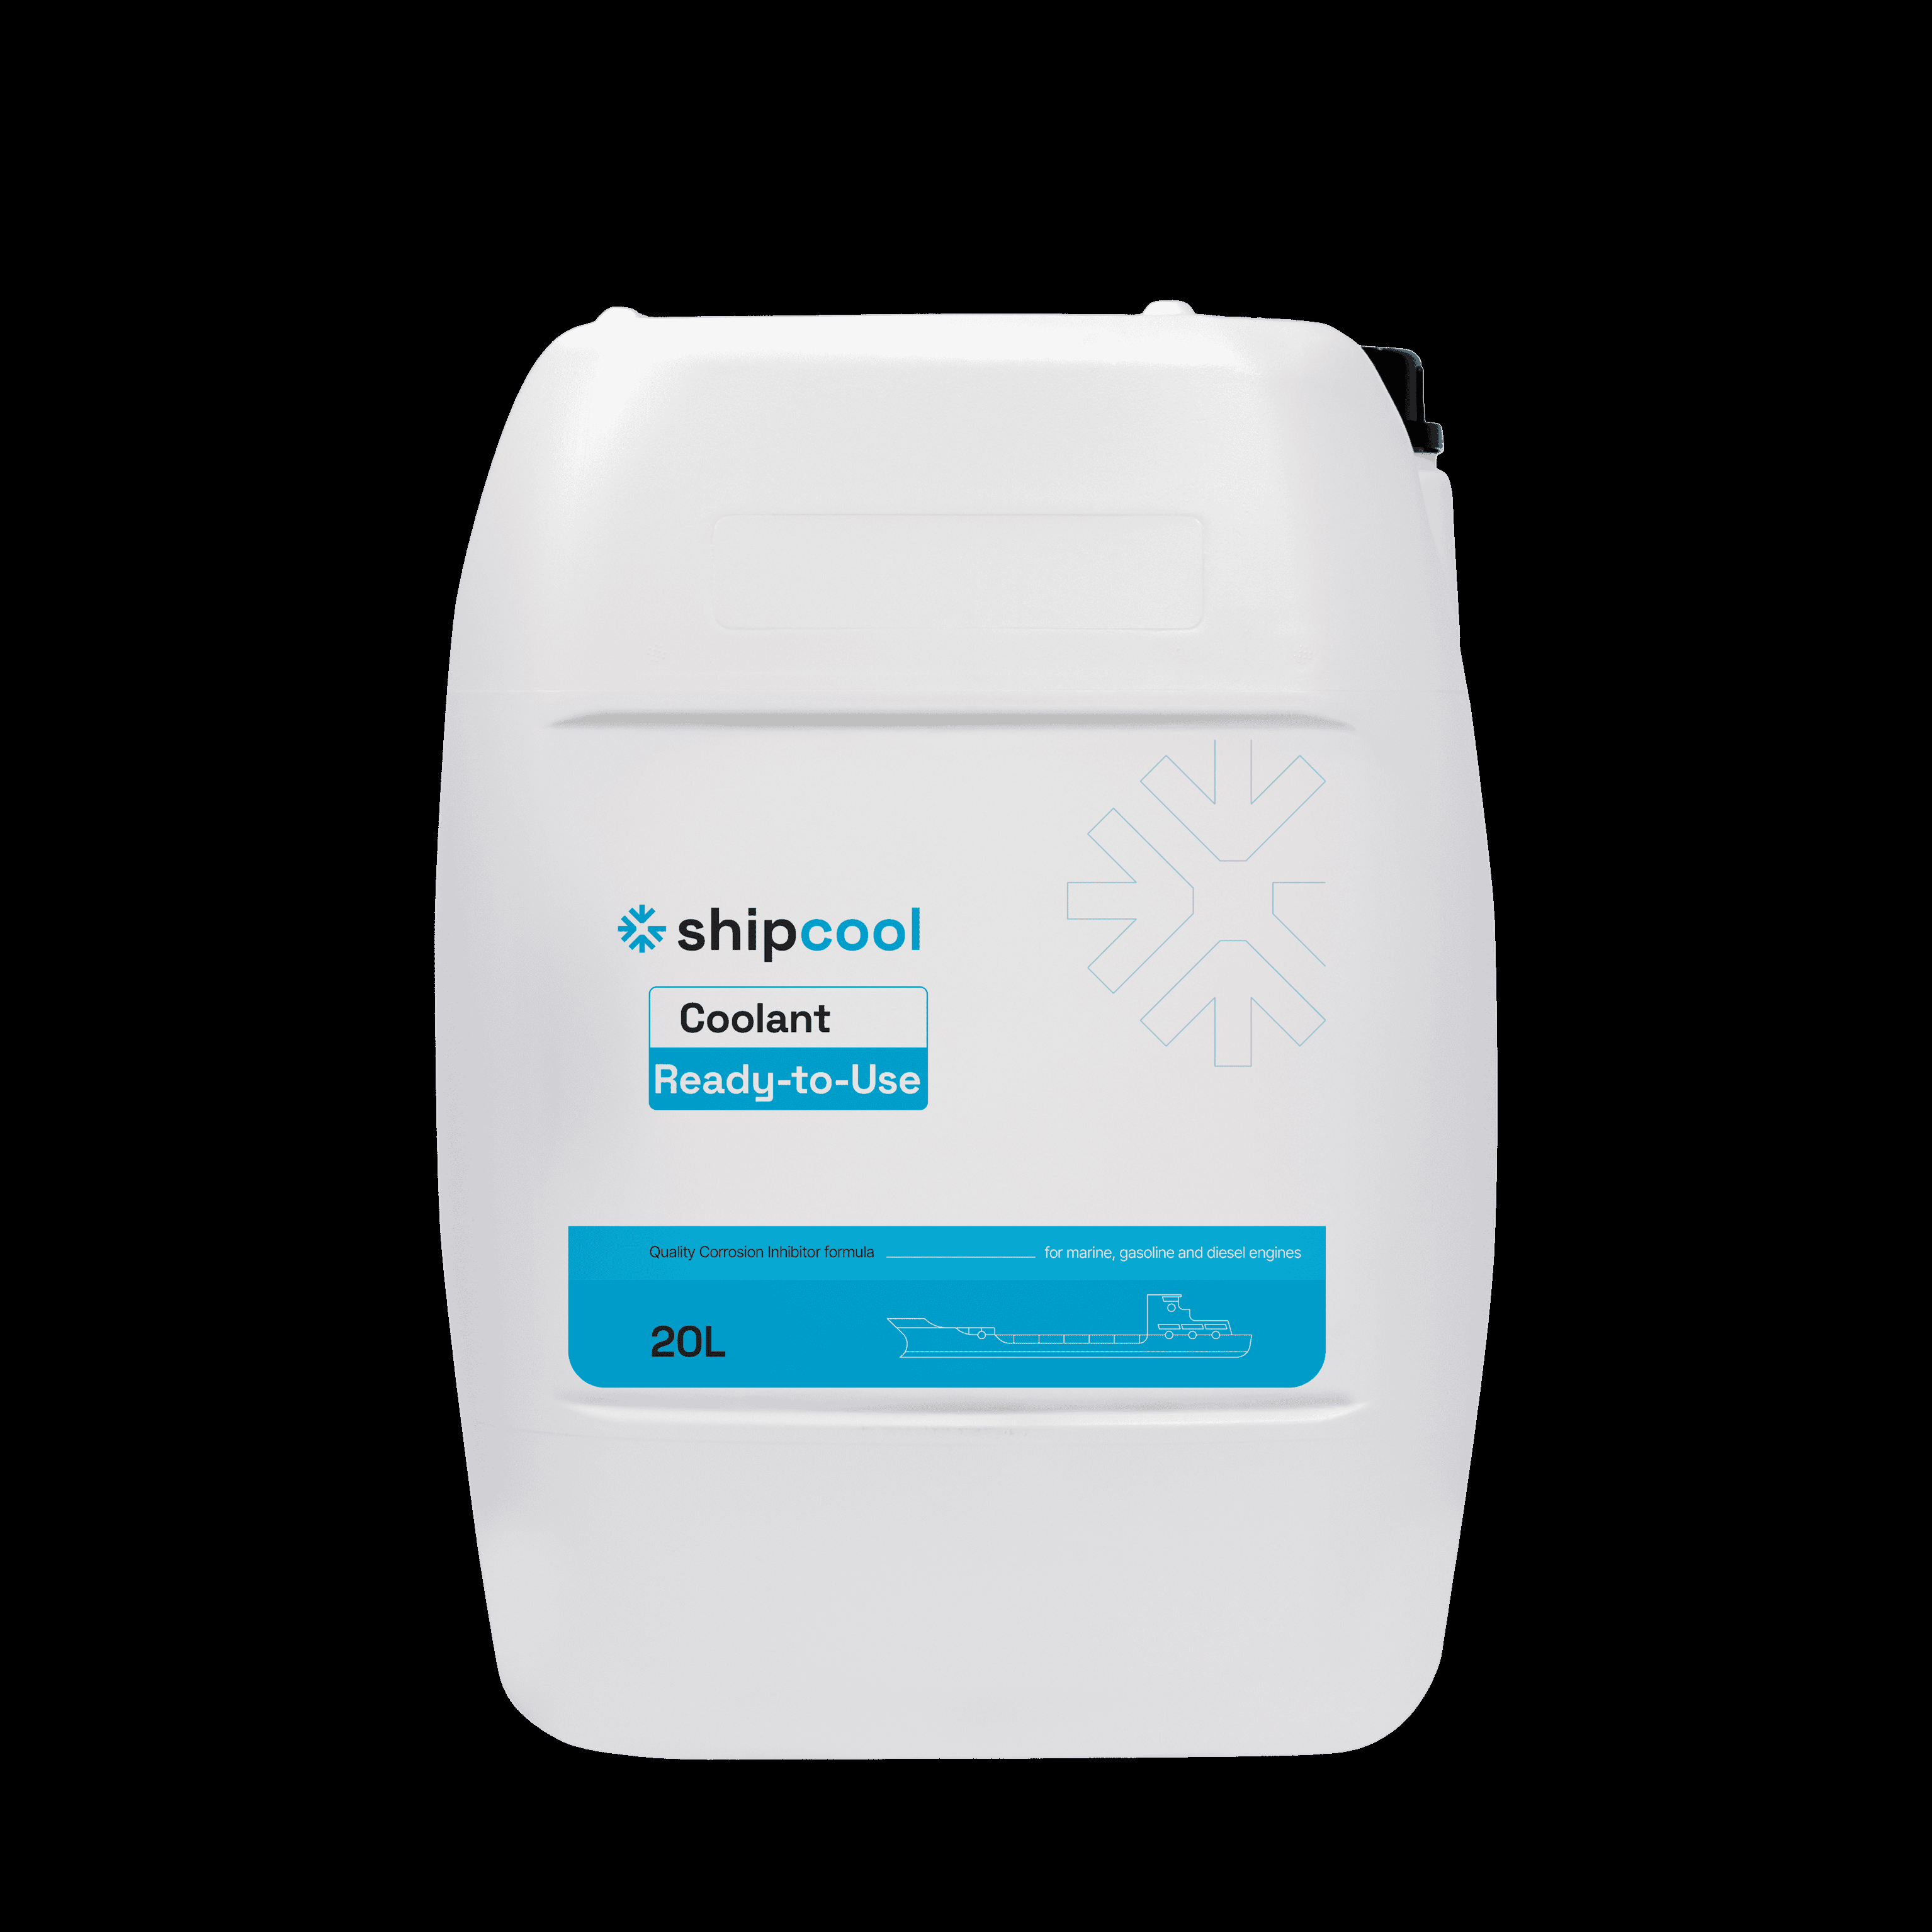 shipcool
Coolant
Ready-to-Use
Quality Corrosion Inhibitor formula
for marine, gasoline and diesel engines
20L